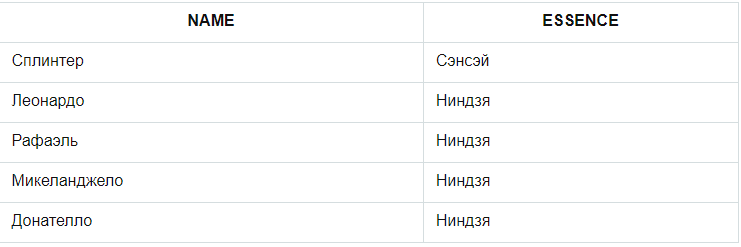 NAME ESSENCE
Сплинтер Сэнсэй
Леонардо Ниндзя
Рафаэль Ниндзя
Микеланджело Ниндзя
Донателло Ниндзя